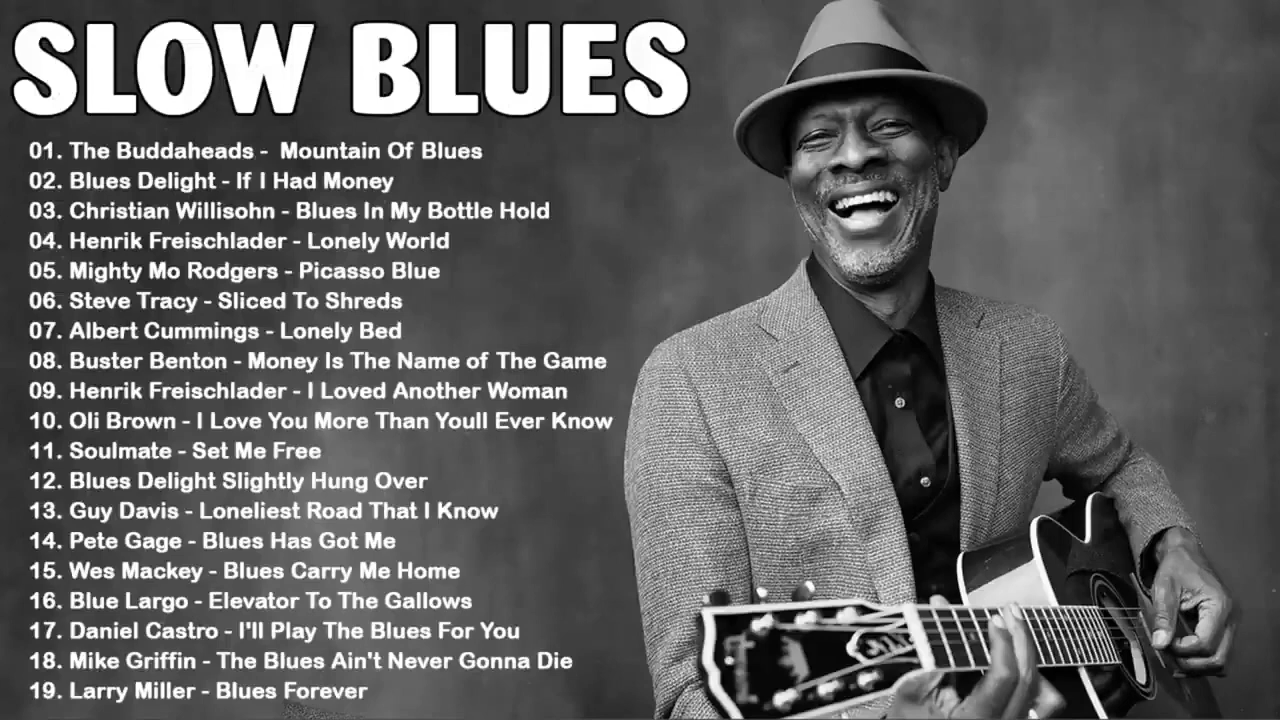 SLOW BLUES
01. The Buddaheads - Mountain Of Blues
02. Blues Delight - If I Had Money
03. Christian Willisohn - Blues In My Bottle Hold
04. Henrik Freischlader - Lonely World
05. Mighty Mo Rodgers - Picasso Blue
06. Steve Tracy - Sliced To Shreds
07. Albert Cummings - Lonely Bed
08. Buster Benton - Money Is The Name of The Game
09. Henrik Freischlader - I Loved Another Woman
10. Oli Brown - I Love You More Than Youll Ever Know
11. Soulmate - Set Me Free
12. Blues Delight Slightly Hung Over
13. Guy Davis - Loneliest Road That I Know
14. Pete Gage - Blues Has Got Me
15. Wes Mackey - Blues Carry Me Home
16. Blue Largo - Elevator To The Gallows
17. Daniel Castro - I'll Play The Blues For You
18. Mike Griffin - The Blues Ain't Never Gonna Die
19. Larry Miller - Blues Forever